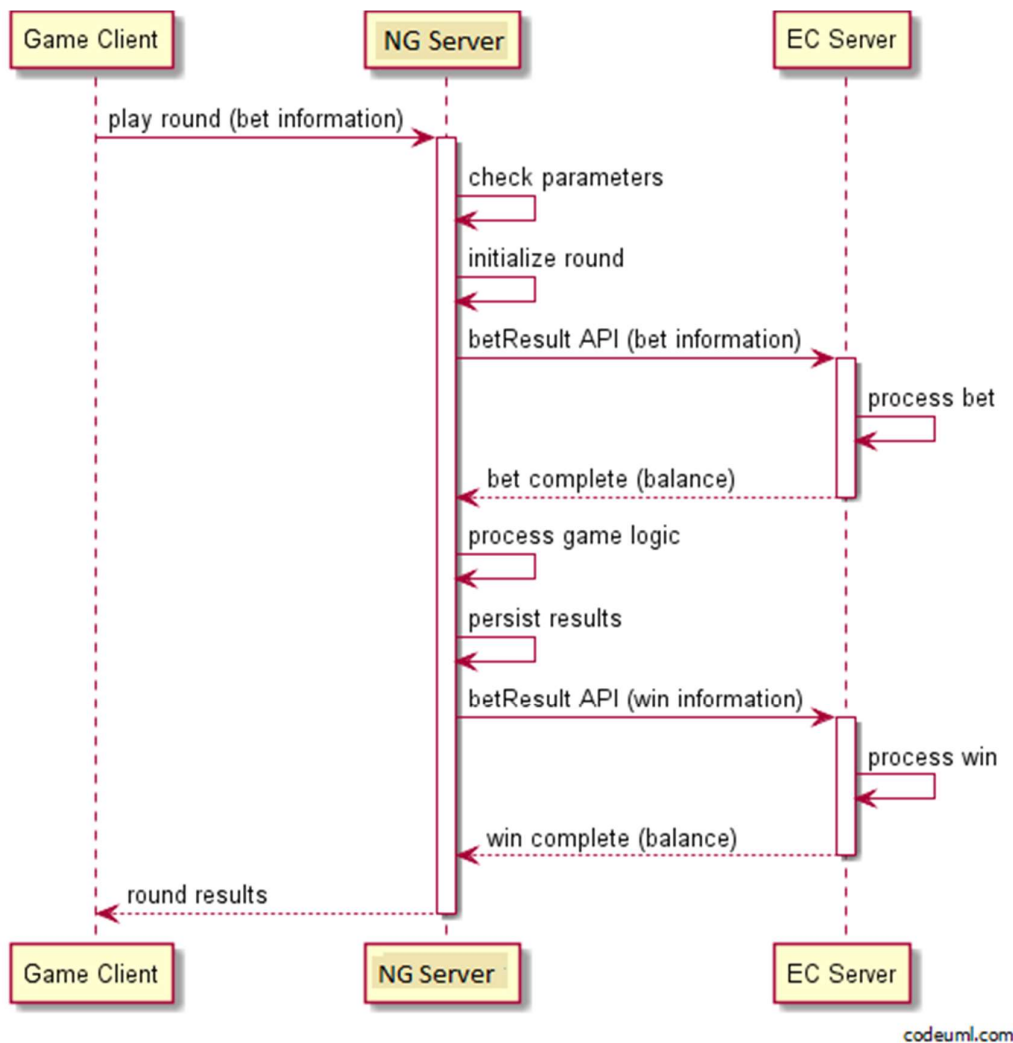 Game Client
NG Server
EC Server
play round (bet information)
check parameters
initialize round
betResult API (bet information)
process bet
bet complete (balance)
process game logic
persist results
betResult API (win information)
process win
win complete (balance)
round results
Game Client
NG Server
EC Server
codeuml.com